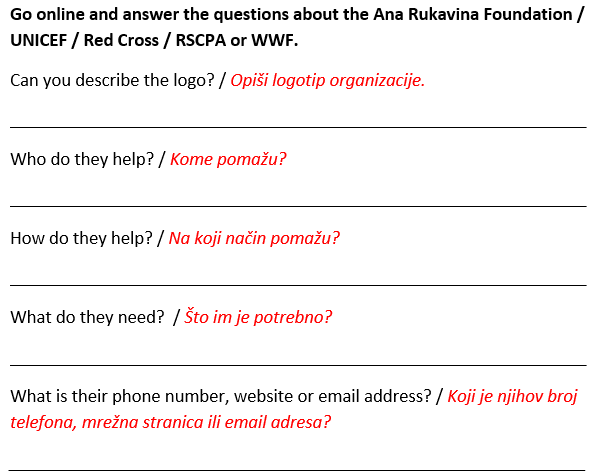 Go online and answer the questions about the Ana Rukavina Foundation /
UNICEF / Red Cross / RSCPA or WWF.
Can you describe the logo? / Opiši logotip organizacije.
Who do they help? / Kome pomažu?
How do they help? / Na koji način pomažu?
What do they need?  / Što im je potrebno?
What is their phone number, website or email address? / Koji je njihov broj
telefona, mrežna stranica ili email adresa?